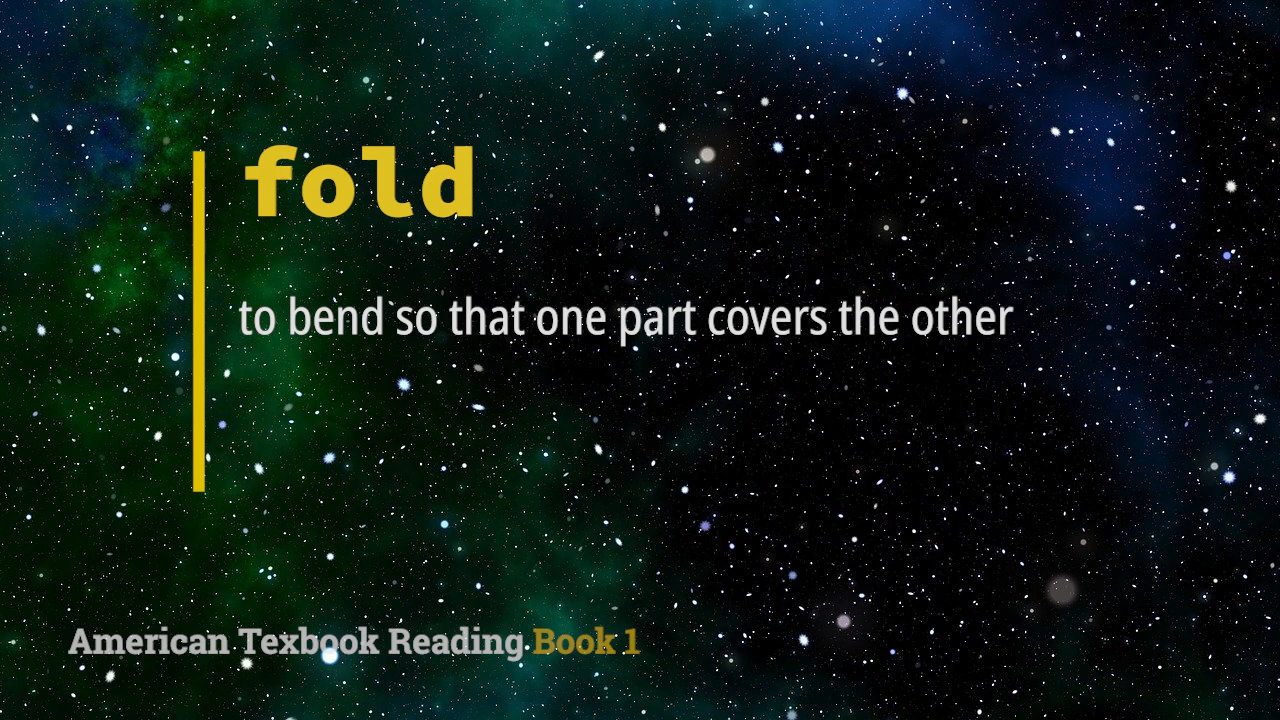 fold
to bend so that one part covers the other
American Texbook Reading Book 1